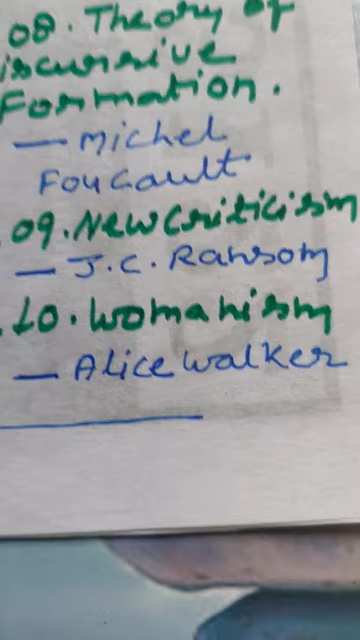 08. Theory of
iscursive
Formation.
— Michel
Foucault
09. New Criticism
— J.C. Ransom
10. Womanism
— Alice Walker